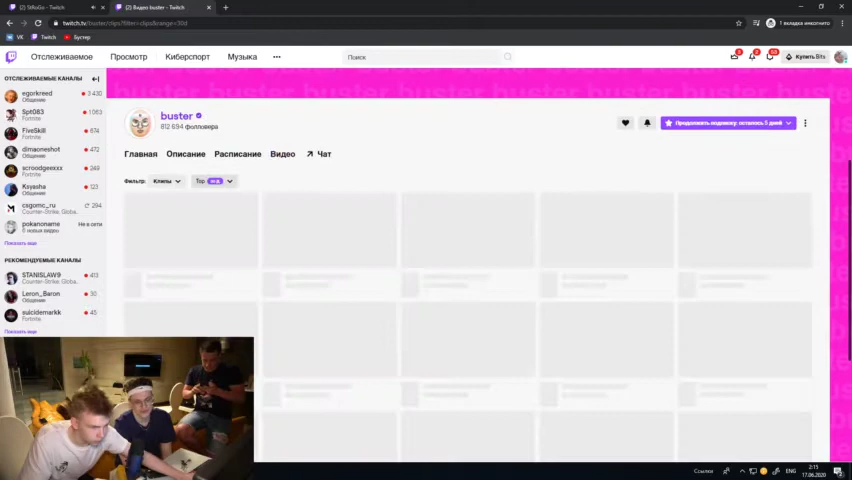 StRoGo - Twitch
Видео buster - Twitch
twitch.tv/buster/clips?filter=clips&range=30d
1 вкладка инкогнито
VK
Twitch
Бустер
Отслеживаемое
Просмотр
Киберспорт
Музыка
Поиск
Купить Bits
ОТСЛЕЖИВАЕМЫЕ КАНАЛЫ
egorkreed
3 430
Общение
Spt083
1 063
Fortnite
FiveSkill
674
Fortnite
dimaoneshot
472
Общение
scroodgeexxx
249
Fortnite
Ksyasha
123
Общение
csgomc_ru
294
Counter-Strike, Globa..
pokanoname
Не в сети
Показать еще
РЕКОМЕНДУЕМЫЕ КАНАЛЫ
STANISLAW9
413
Counter-Strike: Globa..
Leron_Baron
30
Общение
suicidemarkk
45
Fortnite
Показать еще
buster
812 694 фолловера
Продолжить подписку: осталось 5 дней
Главная
Описание
Расписание
Видео
Чат
Фильтр:
Клипы
Top
Ссылки
ENG
2:15
17.06.2020